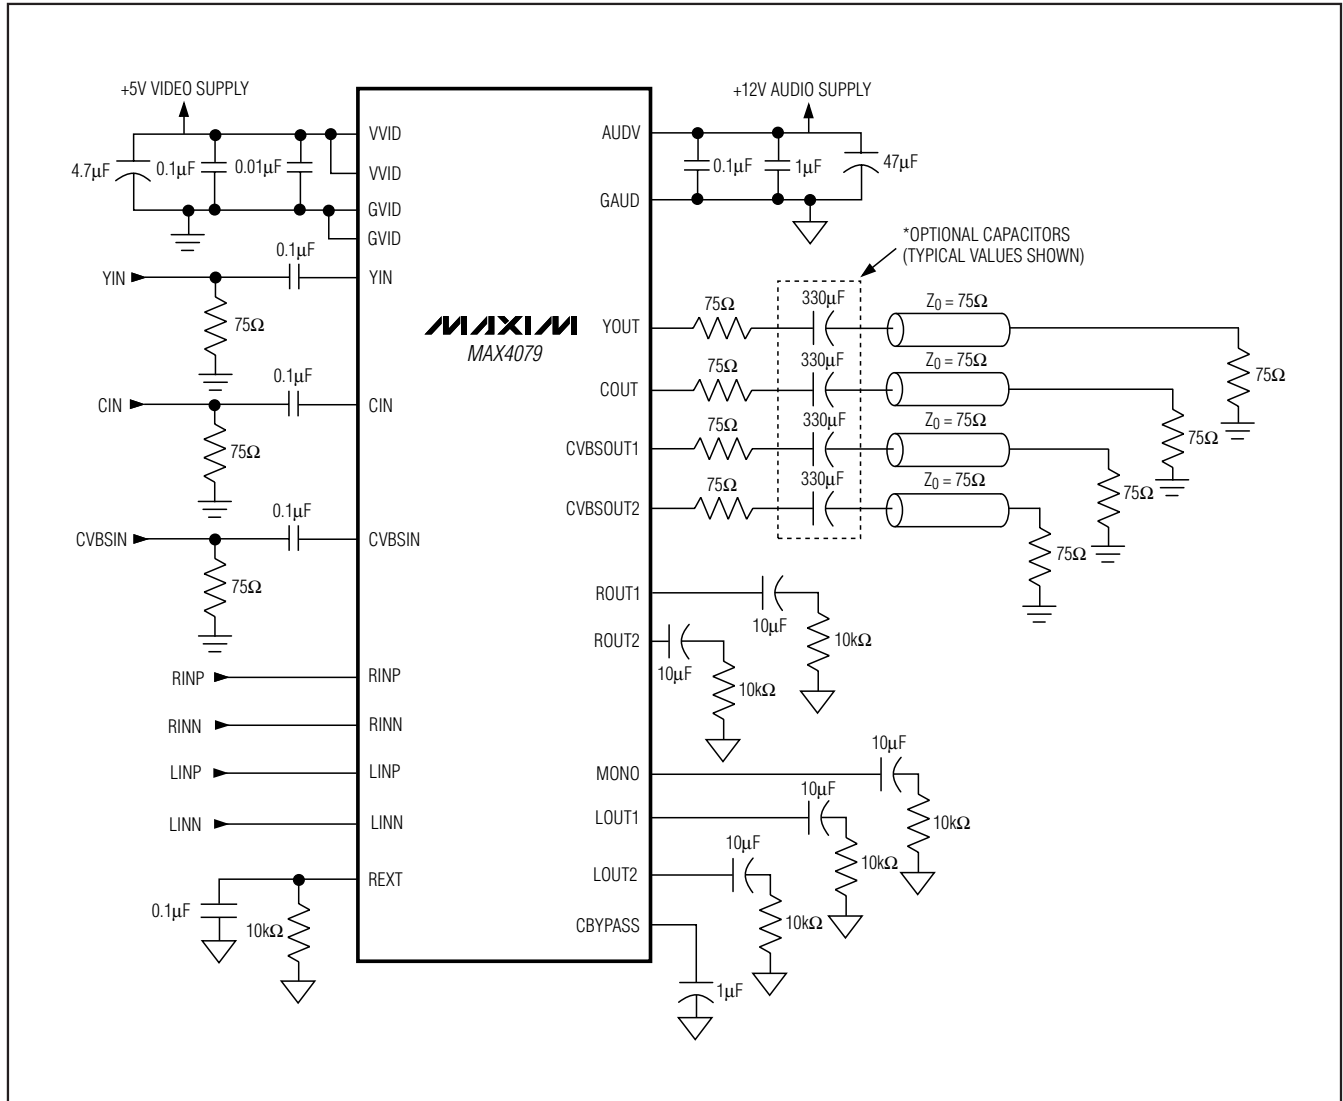 +5V VIDEO SUPPLY
4.7µF
0.1µF
0.01µF
VVID
VVID
GVID
GVID
YIN
0.1µF
YIN
75Ω
CIN
0.1µF
CIN
75Ω
CVBSIN
0.1µF
CVBSIN
75Ω
RINP
RINP
RINN
RINN
LINP
LINP
LINN
LINN
REXT
0.1µF
10kΩ
MAXIM
MAX4079
+12V AUDIO SUPPLY
AUDV
0.1µF
1µF
47µF
GAUD
*OPTIONAL CAPACITORS
(TYPICAL VALUES SHOWN)
YOUT
75Ω
330µF
Z0 = 75Ω
75Ω
COUT
75Ω
330µF
Z0 = 75Ω
75Ω
CVBSOUT1
75Ω
330µF
Z0 = 75Ω
75Ω
CVBSOUT2
75Ω
330µF
Z0 = 75Ω
75Ω
ROUT1
10µF
10kΩ
ROUT2
10µF
10kΩ
MONO
10µF
10kΩ
LOUT1
10µF
10kΩ
LOUT2
10µF
10kΩ
CBYPASS
1µF